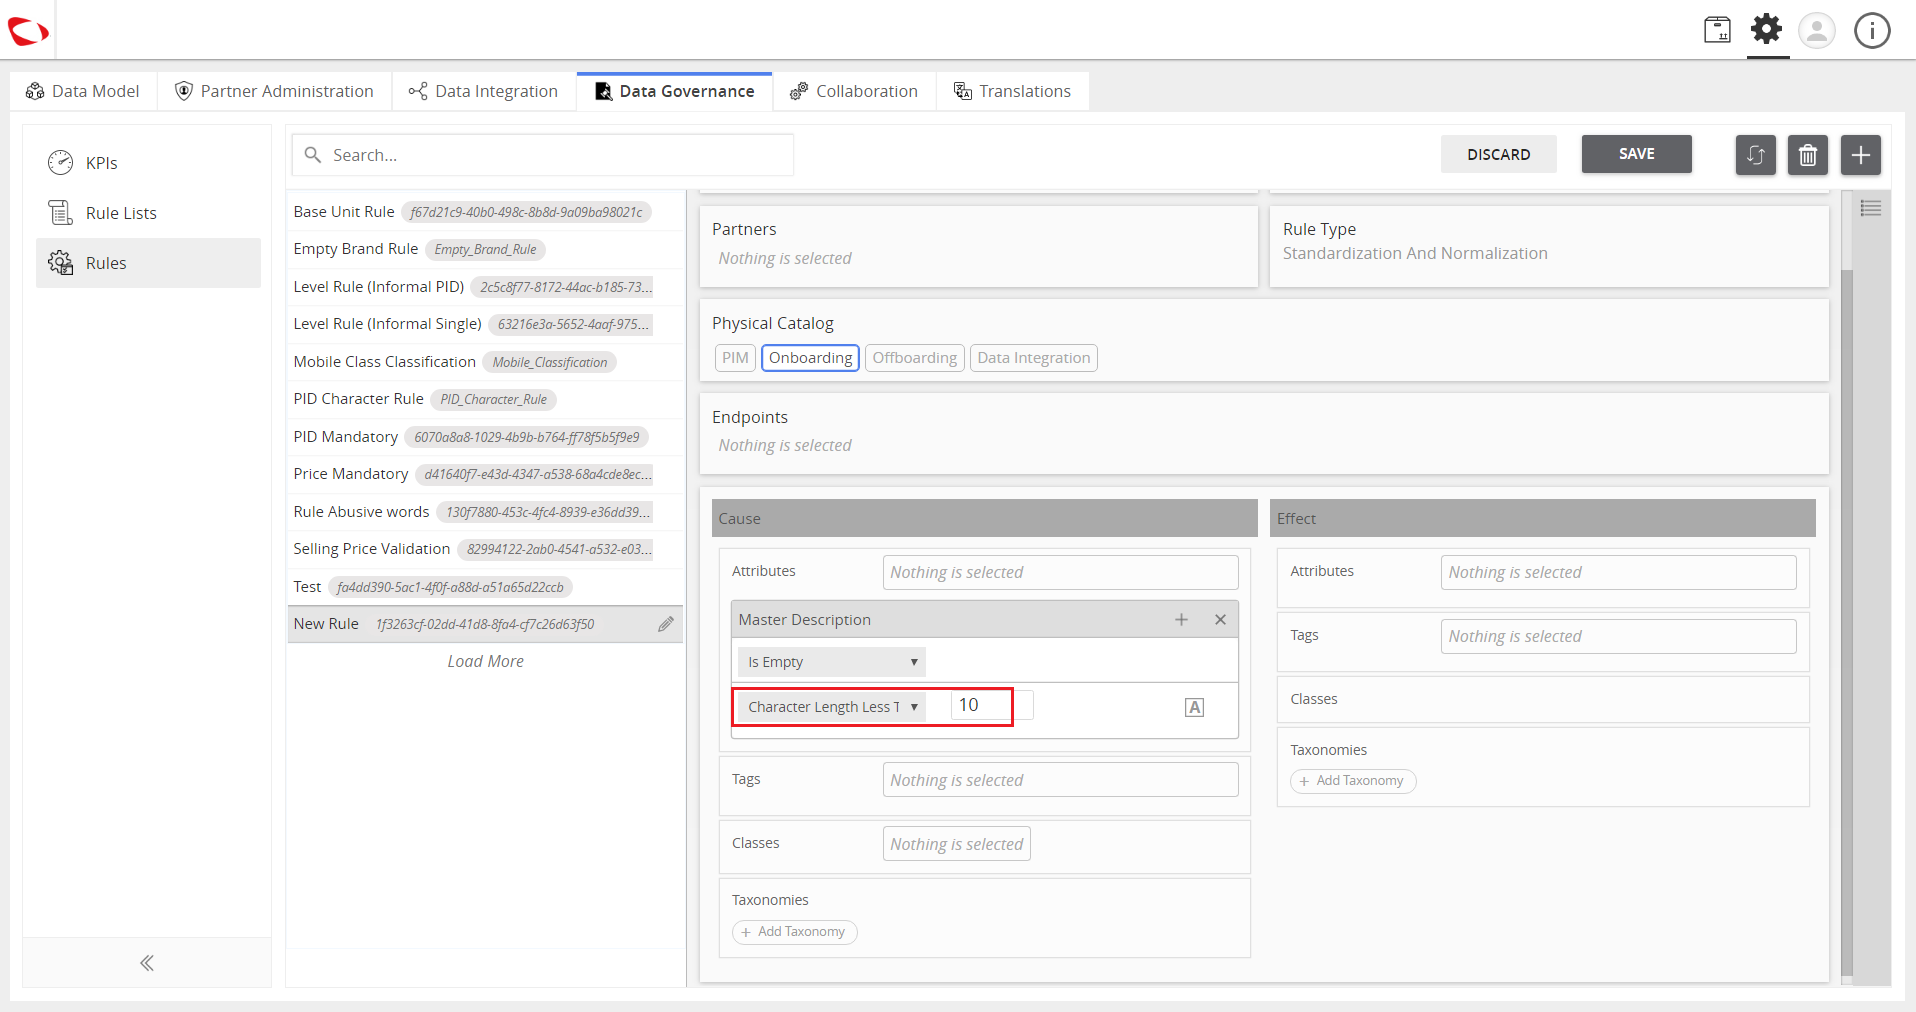 Data Model
Partner Administration
Data Integration
Data Governance
Collaboration
Translations
KPIs
Rule Lists
Rules
Search...
DISCARD
SAVE
Base Unit Rule f67d21c9-40b0-498c-8b8d-9a09ba98021c
Empty Brand Rule Empty_Brand_Rule
Level Rule (Informal PID) 2c5c8f77-8172-44ac-b185-73...
Level Rule (Informal Single) 63216e3a-5652-4aaf-975...
Mobile Class Classification Mobile_Classification
PID Character Rule PID_Character_Rule
PID Mandatory 6070a8a8-1029-4b9b-b764-ff78f5b5f9e9
Price Mandatory d41640f7-e43d-4347-a538-68a4cde8ec...
Rule Abusive words 130f7880-453c-4fc4-8939-e36dd39...
Selling Price Validation 82994122-2ab0-4541-a532-e03...
Test fa4dd390-5ac1-4f0f-a88d-a51a65d22ccb
New Rule 1f3263cf-02dd-41d8-8fa4-cf7c26d63f50
Load More
Partners
Nothing is selected
Rule Type
Standardization And Normalization
Physical Catalog
PIM Onboarding Offboarding Data Integration
Endpoints
Nothing is selected
Cause
Attributes Nothing is selected
Master Description
Is Empty
Character Length Less T 10
A
Tags Nothing is selected
Classes Nothing is selected
Taxonomies
+ Add Taxonomy
Effect
Attributes Nothing is selected
Tags Nothing is selected
Classes
Taxonomies
+ Add Taxonomy